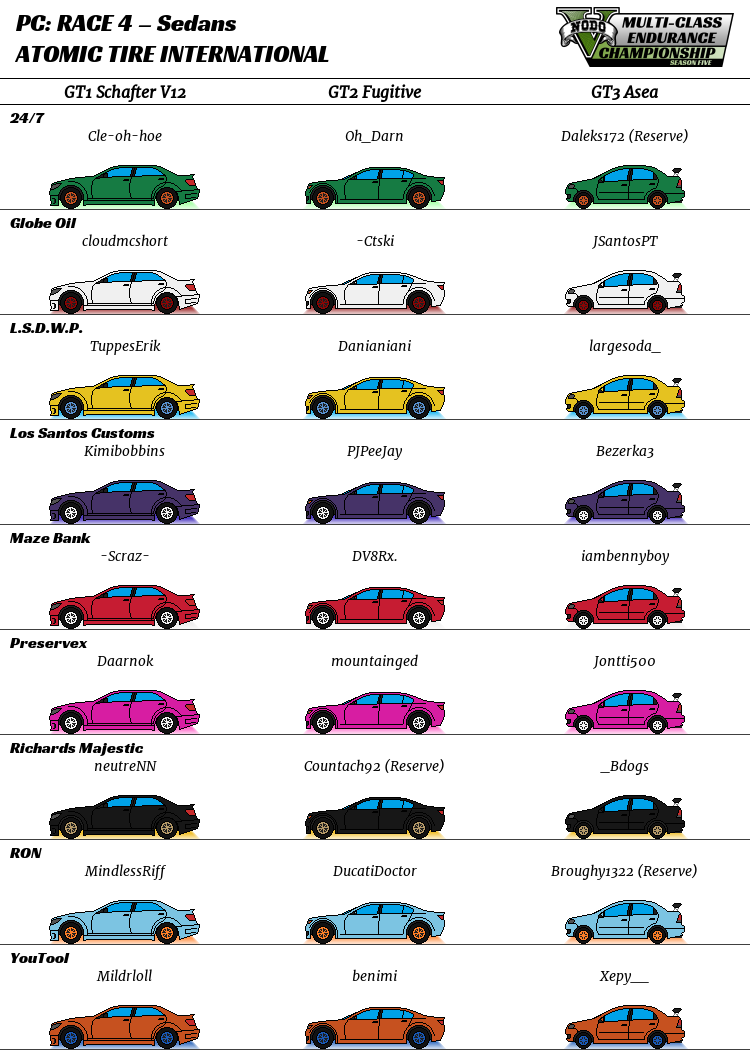 PC: RACE 4 – Sedans
ATOMIC TIRE INTERNATIONAL
NODO
V
MULTI-CLASS
ENDURANCE
CHAMPIONSHIP
SEASON FIVE
GT1 Schafter V12 GT2 Fugitive GT3 Asea
24/7
Cle-oh-hoe Oh_Darn Daleks172 (Reserve)
Globe Oil
cloudmcshort -Ctski JSantosPT
L.S.D.W.P.
TuppesErik Danianiani largesoda_
Los Santos Customs
Kimibobbins PJPeeJay Bezerka3
Maze Bank
-Scraz- DV8Rx. iambennyboy
Preservex
Daarnok mountainged Jontti500
Richards Majestic
neutreNN Countach92 (Reserve) _Bdogs
RON
MindlessRiff DucatiDoctor Broughy1322 (Reserve)
YouTool
Mildrloll benimi Xepy__